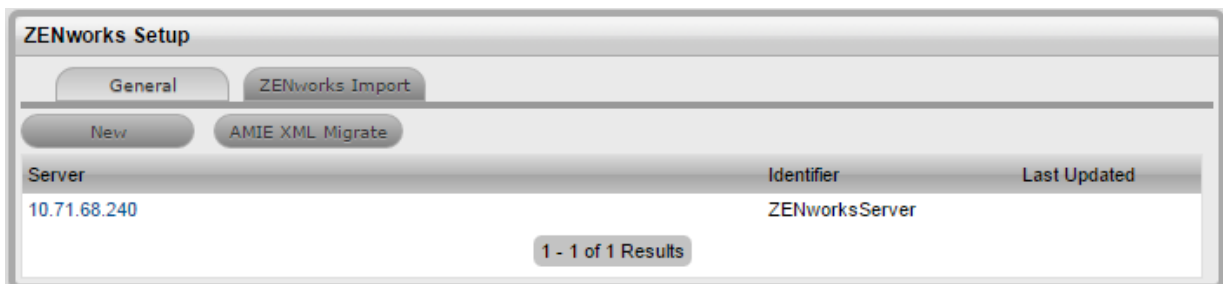 ZENworks Setup
General ZENworks Import
New AMIE XML Migrate
Server Identifier Last Updated
10.71.68.240 ZENworksServer
1 - 1 of 1 Results